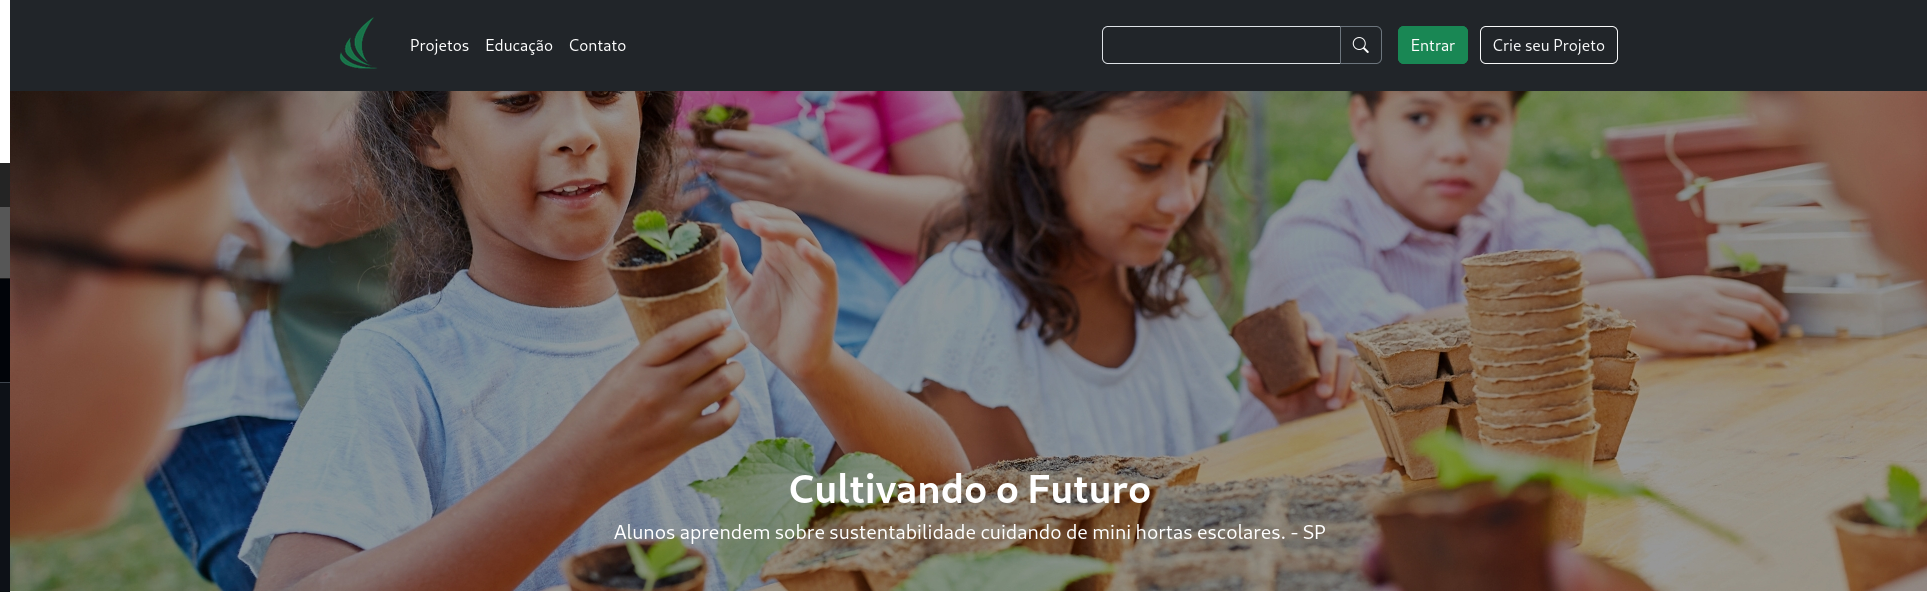 Projetos Educação Contato Entrar Crie seu Projeto
Cultivando o Futuro
Alunos aprendem sobre sustentabilidade cuidando de mini hortas escolares. - SP